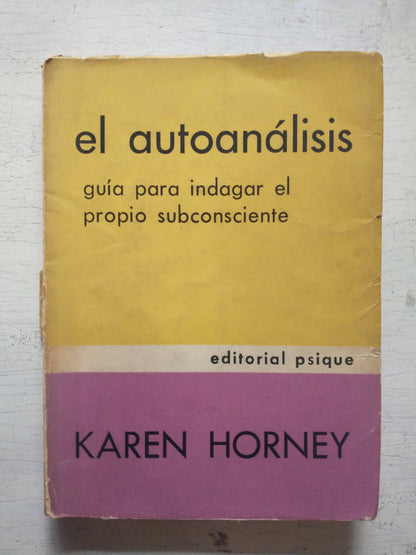 el autoanálisis
guía para indagar el
propio subconsciente
editorial psique
KAREN HORNEY